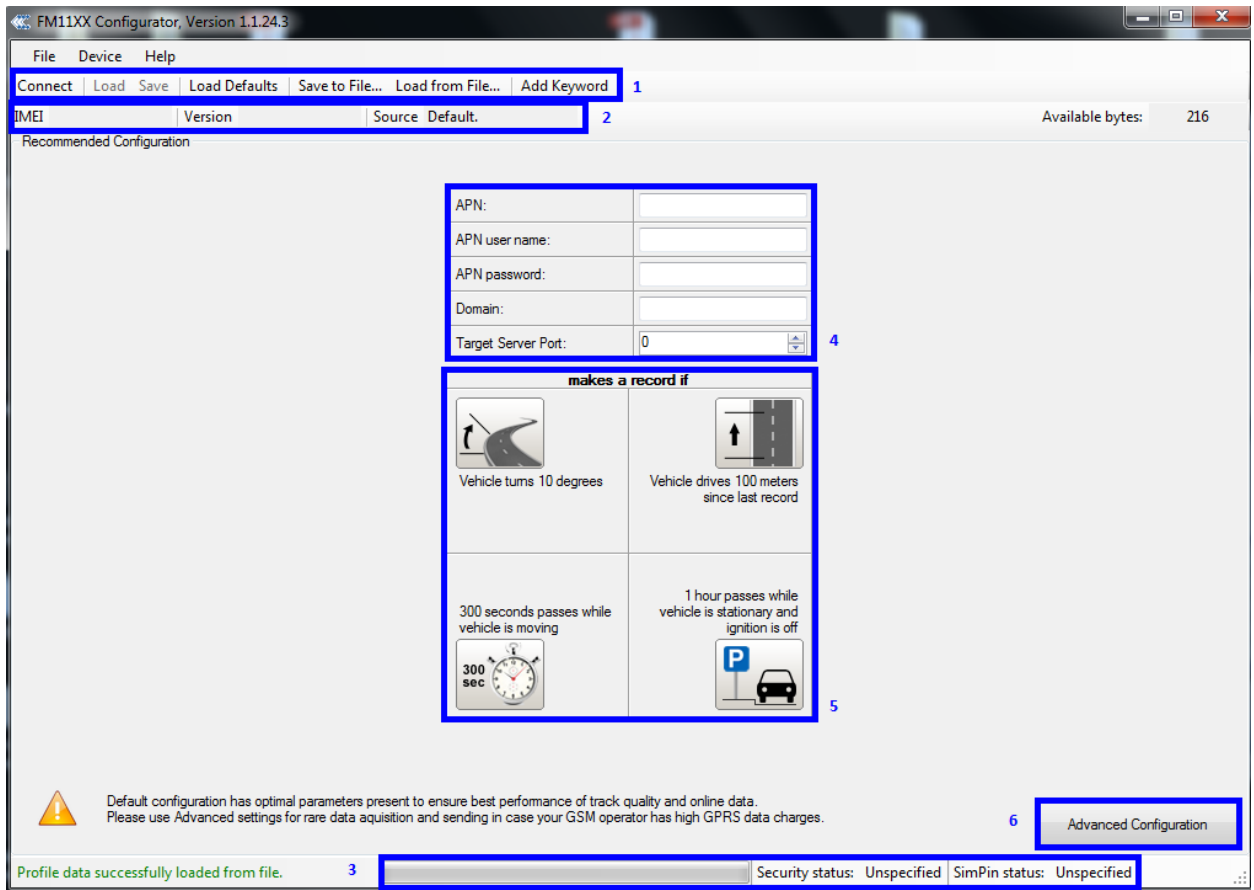 FM11XX Configurator, Version 1.1.24.3
File Device Help
Connect Load Save Load Defaults Save to File... Load from File... Add Keyword 1
IMEI Version Source Default. 2 Available bytes: 216
Recommended Configuration
APN:
APN user name:
APN password:
Domain:
Target Server Port: 0 4
makes a record if
Vehicle turns 10 degrees
Vehicle drives 100 meters
since last record
300 seconds passes while
vehicle is moving
300
sec
1 hour passes while
vehicle is stationary and
ignition is off
P
5
Default configuration has optimal parameters present to ensure best performance of track quality and online data.
Please use Advanced settings for rare data aquisition and sending in case your GSM operator has high GPRS data charges.
6 Advanced Configuration
Profile data successfully loaded from file. 3 Security status: Unspecified SimPin status: Unspecified